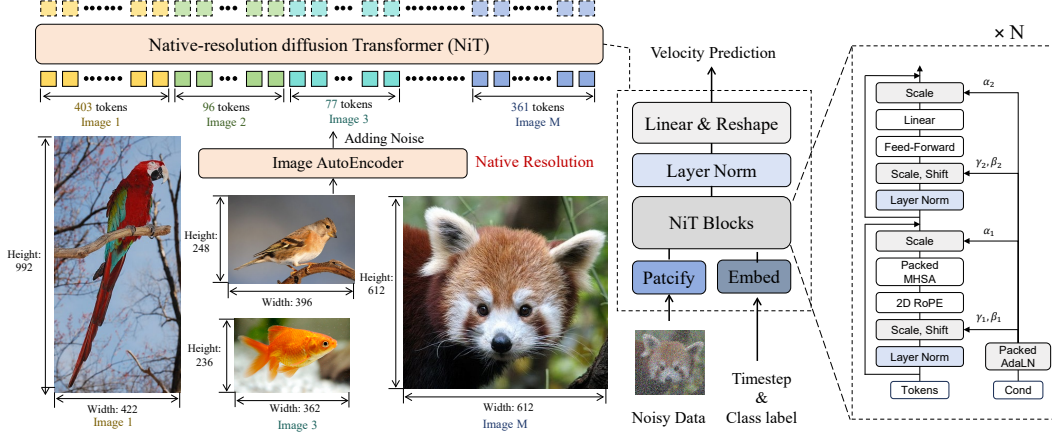 Native-resolution diffusion Transformer (NiT)
403 tokens
Image 1
96 tokens
Image 2
77 tokens
Image 3
361 tokens
Image M
Adding Noise
Image AutoEncoder
Native Resolution
Height:
992
Width: 422
Image 1
Height:
248
Width: 396
Height:
236
Width: 362
Image 3
Height:
612
Width: 612
Image M
Velocity Prediction
Linear & Reshape
Layer Norm
NiT Blocks
Patcify
Embed
Noisy Data
Timestep
&
Class label
× N
Scale
α₂
Linear
Feed-Forward
Scale, Shift
γ₂, β₂
Layer Norm
Scale
α₁
Packed
MHSA
2D RoPE
Scale, Shift
γ₁, β₁
Layer Norm
Packed
AdaLN
Tokens
Cond